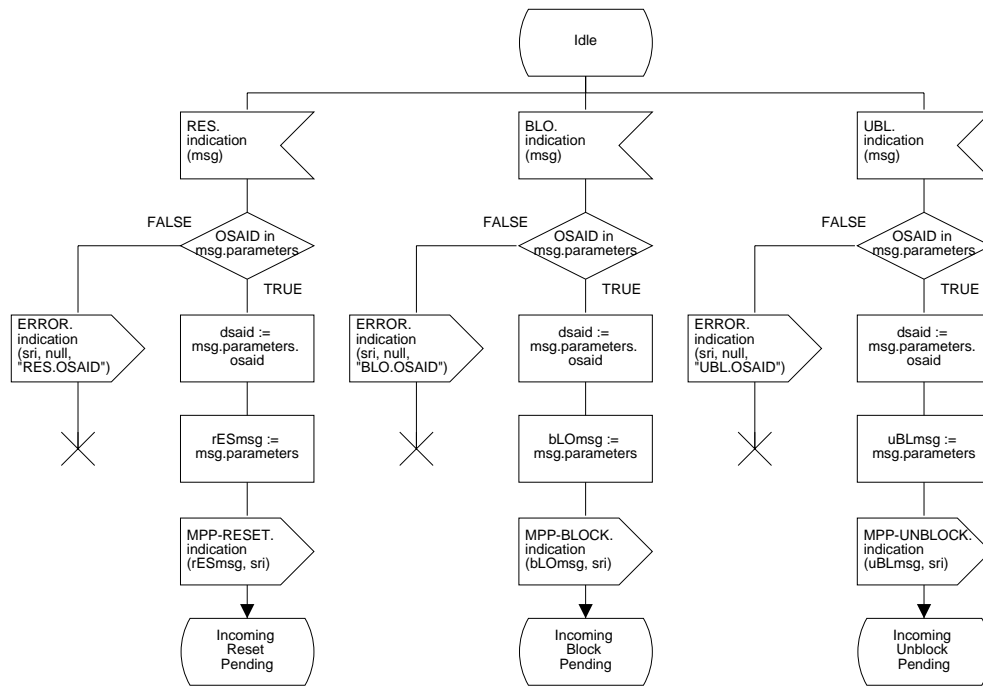 Idle
RES.
indication
(msg)
BLO.
indication
(msg)
UBL.
indication
(msg)
FALSE
OSAID in
msg.parameters
FALSE
OSAID in
msg.parameters
FALSE
OSAID in
msg.parameters
TRUE
TRUE
TRUE
ERROR.
indication
(sri, null,
"RES.OSAID")
dsaid :=
msg.parameters.
osaid
ERROR.
indication
(sri, null,
"BLO.OSAID")
dsaid :=
msg.parameters.
osaid
ERROR.
indication
(sri, null,
"UBL.OSAID")
dsaid :=
msg.parameters.
osaid
rESmsg :=
msg.parameters
bLOmsg :=
msg.parameters
uBLmsg :=
msg.parameters
MPP-RESET.
indication
(rESmsg, sri)
MPP-BLOCK.
indication
(bLOmsg, sri)
MPP-UNBLOCK.
indication
(uBLmsg, sri)
Incoming
Reset
Pending
Incoming
Block
Pending
Incoming
Unblock
Pending